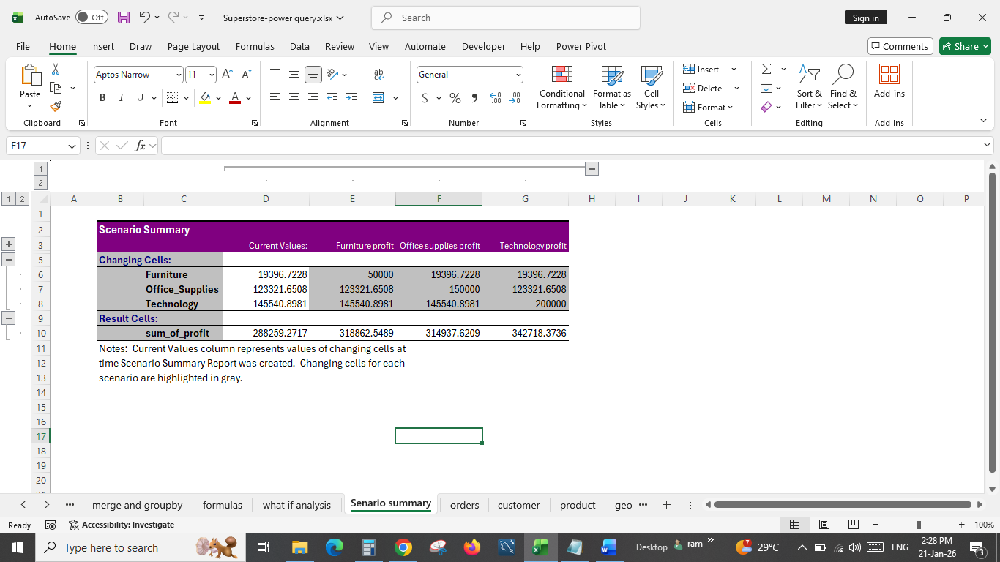 AutoSave Off Superstore-power query.xlsx Search Sign in
File Home Insert Draw Page Layout Formulas Data Review View Automate Developer Help Power Pivot Comments Share
Paste
Clipboard
Aptos Narrow 11
B I U A
Font
ab
Alignment
General
$ % 9 .00
Number
Conditional Formatting
Format as Table
Cell Styles
Styles
Insert
Delete
Format
Cells
Sort & Filter
Find & Select
Editing
Add-ins
Add-ins
F17 fx
1
2
1 2 A B C D E F G H I J K L M N O P
1
2 Scenario Summary
3 Current Values: Furniture profit Office supplies profit Technology profit
5 Changing Cells:
6 Furniture 19396.7228 50000 19396.7228 19396.7228
7 Office_Supplies 123321.6508 123321.6508 150000 123321.6508
8 Technology 145540.8981 145540.8981 145540.8981 200000
9 Result Cells:
10 sum_of_profit 288259.2717 318862.5489 314937.6209 342718.3736
11 Notes: Current Values column represents values of changing cells at
12 time Scenario Summary Report was created. Changing cells for each
13 scenario are highlighted in gray.
14
15
16
17
18
19
20
merge and groupby formulas what if analysis Senario summary orders customer product geo
Ready Accessibility: Investigate 100%
Type here to search Desktop ram 7 29°C ENG 2:28 PM
21-Jan-26 3